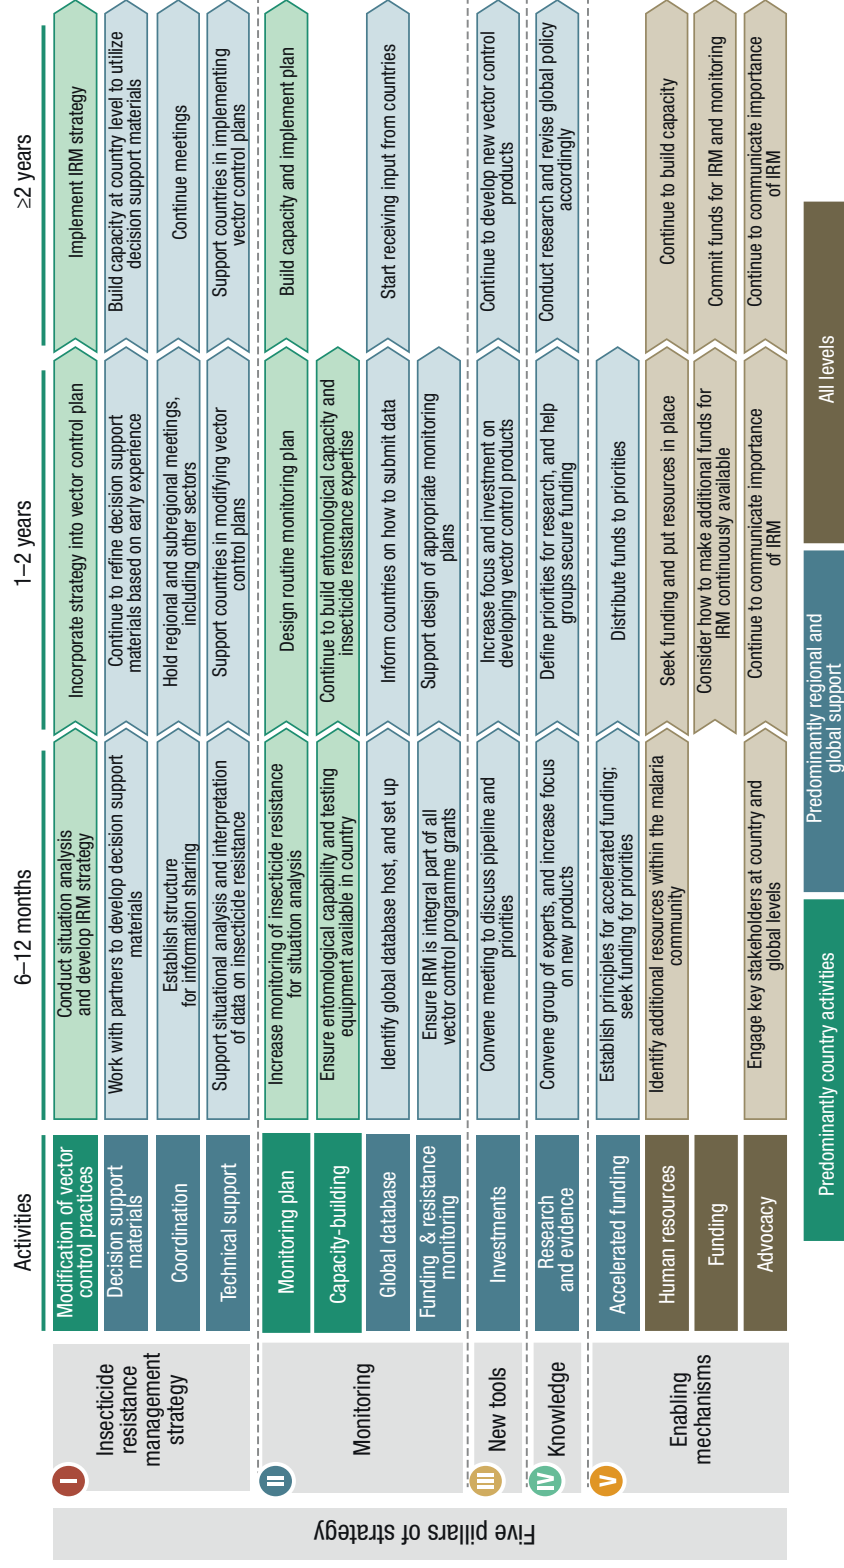 Activities
6–12 months
1–2 years
≥2 years
Five pillars of strategy
I
Insecticide
resistance
management
strategy
Modification of vector
control practices
Conduct situation analysis
and develop IRM strategy
Incorporate strategy into vector control plan
Implement IRM strategy
Decision support
materials
Work with partners to develop decision support
materials
Continue to refine decision support
materials based on early experience
Build capacity at country level to utilize
decision support materials
Coordination
Establish structure
for information sharing
Hold regional and subregional meetings,
including other sectors
Continue meetings
Technical support
Support situational analysis and interpretation
of data on insecticide resistance
Support countries in modifying vector
control plans
Support countries in implementing
vector control plans
II
Monitoring
Monitoring plan
Increase monitoring of insecticide resistance
for situation analysis
Design routine monitoring plan
Build capacity and implement plan
Capacity-building
Ensure entomological capability and testing
equipment available in country
Continue to build entomological capacity and
insecticide resistance expertise
Global database
Identify global database host, and set up
Inform countries on how to submit data
Start receiving input from countries
Funding & resistance
monitoring
Ensure IRM is integral part of all
vector control programme grants
Support design of appropriate monitoring
plans
III
New tools
Investments
Convene meeting to discuss pipeline and
priorities
Increase focus and investment on
developing vector control products
Continue to develop new vector control
products
IV
Knowledge
Research
and evidence
Convene group of experts, and increase focus
on new products
Define priorities for research, and help
groups secure funding
Conduct research and revise global policy
accordingly
V
Enabling
mechanisms
Accelerated funding
Establish principles for accelerated funding;
seek funding for priorities
Distribute funds to priorities
Human resources
Identify additional resources within the malaria
community
Seek funding and put resources in place
Continue to build capacity
Funding
Consider how to make additional funds for
IRM continuously available
Commit funds for IRM and monitoring
Advocacy
Engage key stakeholders at country and
global levels
Continue to communicate importance
of IRM
Continue to communicate importance
of IRM
Predominantly country activities
Predominantly regional and
global support
All levels